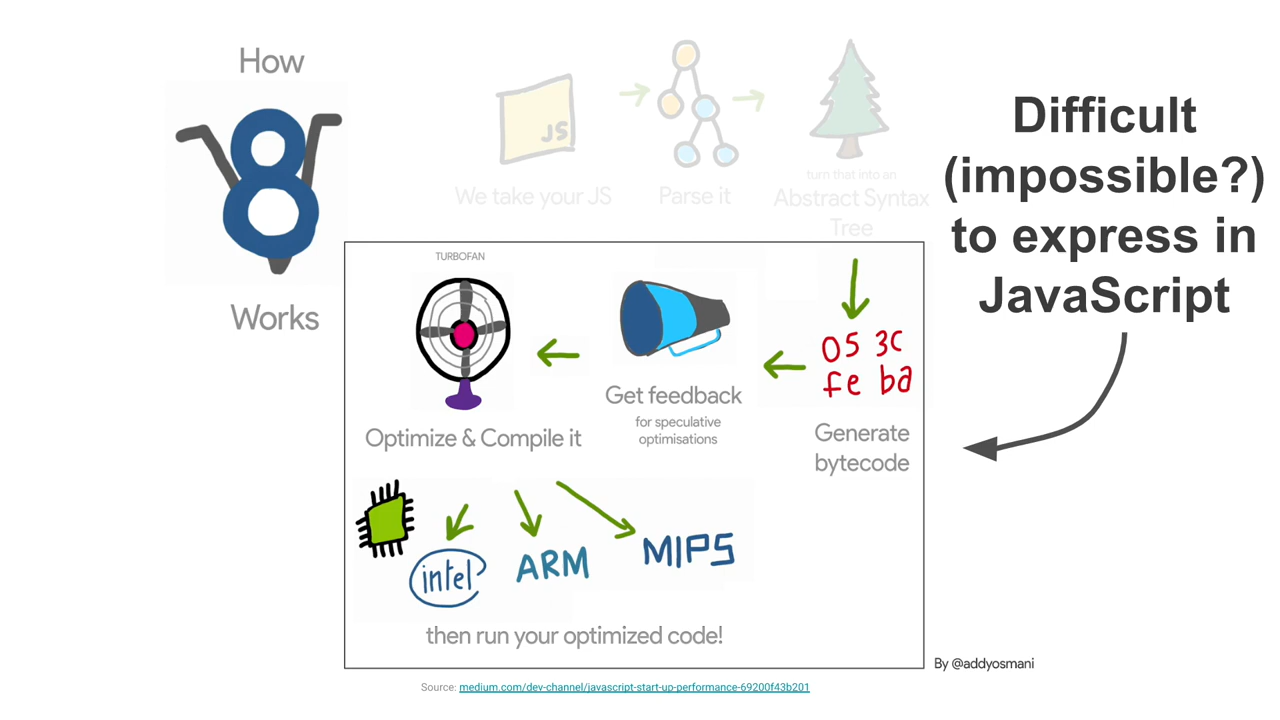 How
8
Works
JS
We take your JS
Parse it
turn that into an
Abstract Syntax
Tree
Difficult
(impossible?)
to express in
JavaScript
TURBOFAN
Optimize & Compile it
Get feedback
for speculative
optimisations
05 3c
fe ba
Generate
bytecode
intel
ARM
MIPS
then run your optimized code!
By @addyosmani
Source: medium.com/dev-channel/javascript-start-up-performance-69200f43b201